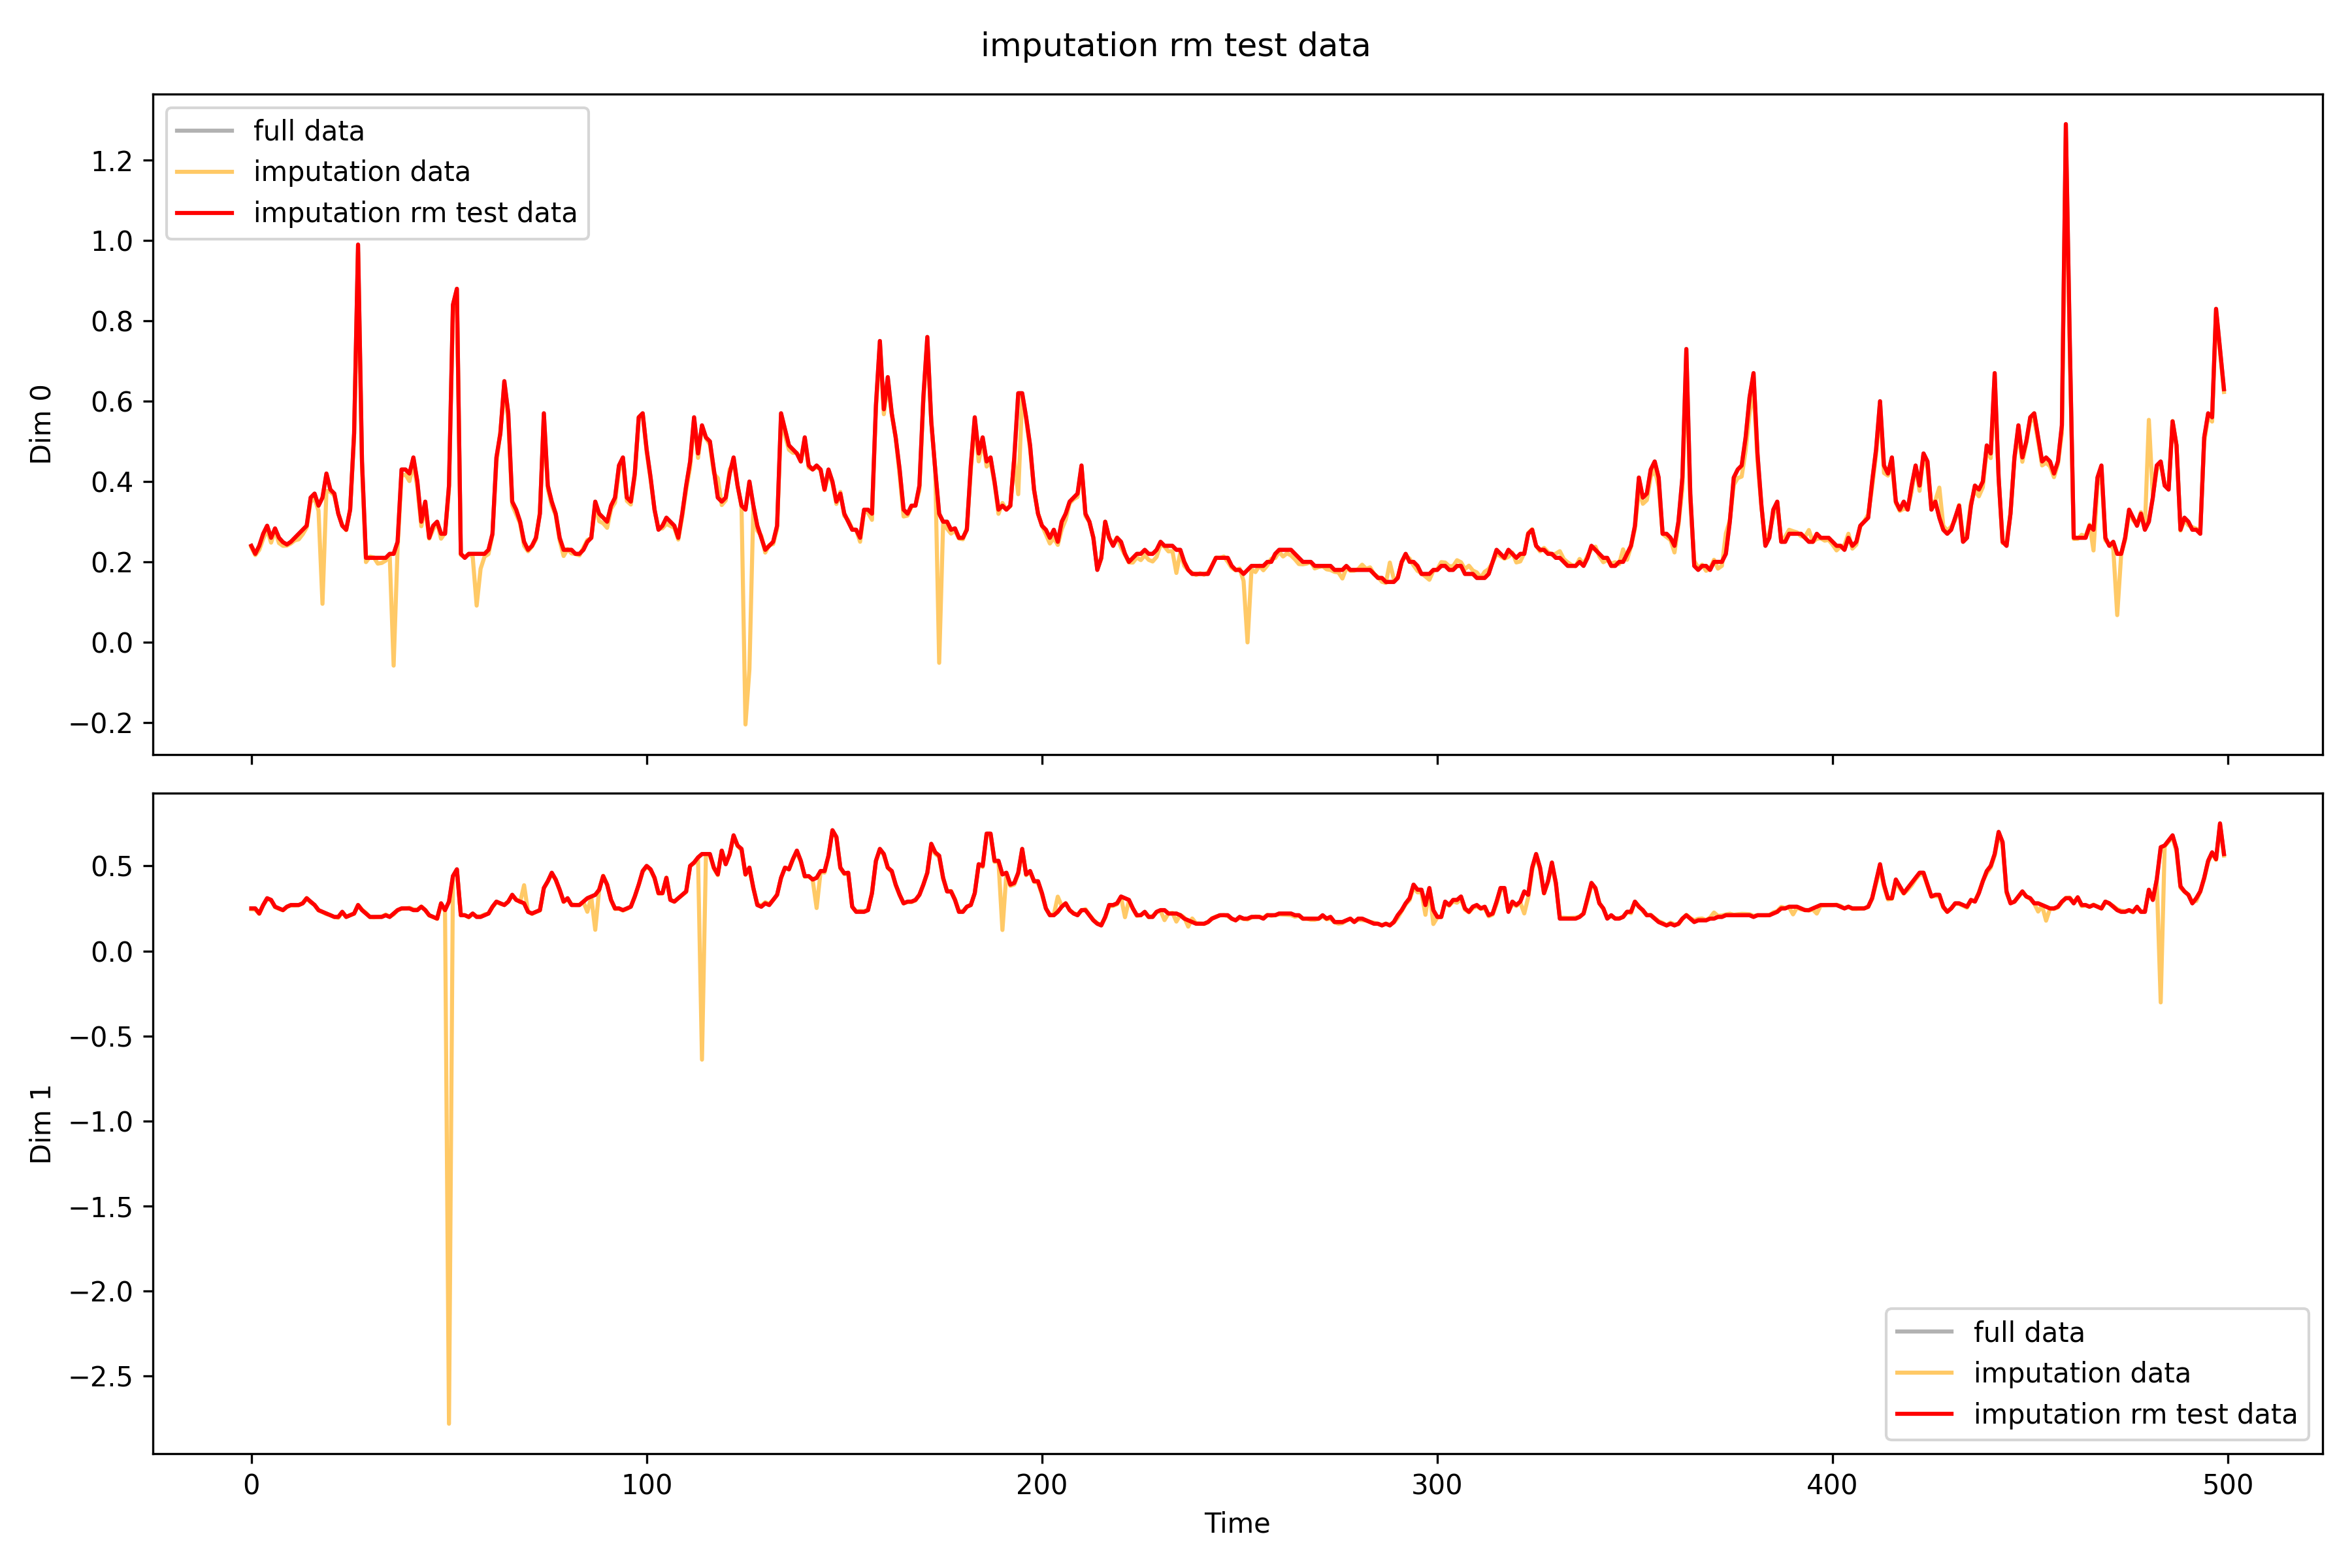 imputation rm test data
full data
imputation data
imputation rm test data
1.2
1.0
0.8
0.6
0.4
0.2
0.0
−0.2
Dim 0
0.5
0.0
−0.5
−1.0
−1.5
−2.0
−2.5
Dim 1
full data
imputation data
imputation rm test data
0 100 200 300 400 500
Time